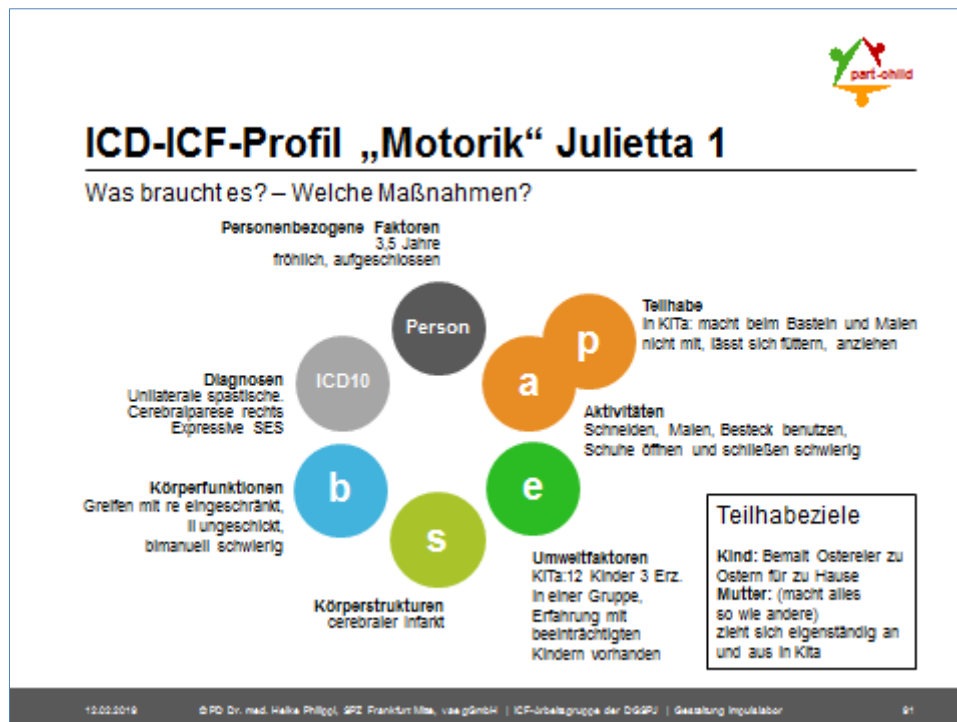 part-child
ICD-ICF-Profil „Motorik“ Julietta 1
Was braucht es? – Welche Maßnahmen?
Personenbezogene Faktoren
3,5 Jahre
fröhlich, aufgeschlossen
Person
ICD10
a
p
b
s
e
Teilhabe
In KiTa: macht beim Basteln und Malen
nicht mit, lässt sich füttern, anziehen
Diagnosen
Unilaterale spastische.
Cerebralparese rechts
Expressive SES
Aktivitäten
Schneiden, Malen, Besteck benutzen,
Schuhe öffnen und schließen schwierig
Körperfunktionen
Greifen mit re eingeschränkt,
li ungeschickt,
bimanuell schwierig
Körperstrukturen
cerebraler Infarkt
Umweltfaktoren
KiTa:12 Kinder 3 Erz.
in einer Gruppe,
Erfahrung mit
beeinträchtigten
Kindern vorhanden
Teilhabeziele
Kind: Bemalt Ostereier zu
Ostern für zu Hause
Mutter: (macht alles
so wie andere)
zieht sich eigenständig an
und aus in Kita
12.02.2019 © PD Dr. med. Heike Philippi, SPZ Frankfurt Mitte, vae gGmbH | ICF-Arbeitsgruppe der DGSPJ | Gestaltung Impulslabor 91